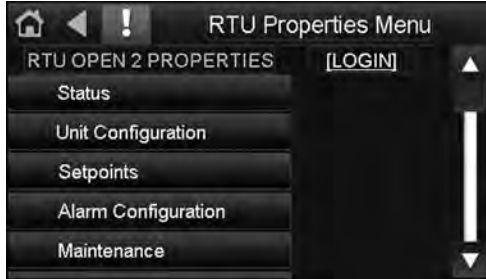 ! RTU Properties Menu
RTU OPEN 2 PROPERTIES [LOGIN]
Status
Unit Configuration
Setpoints
Alarm Configuration
Maintenance